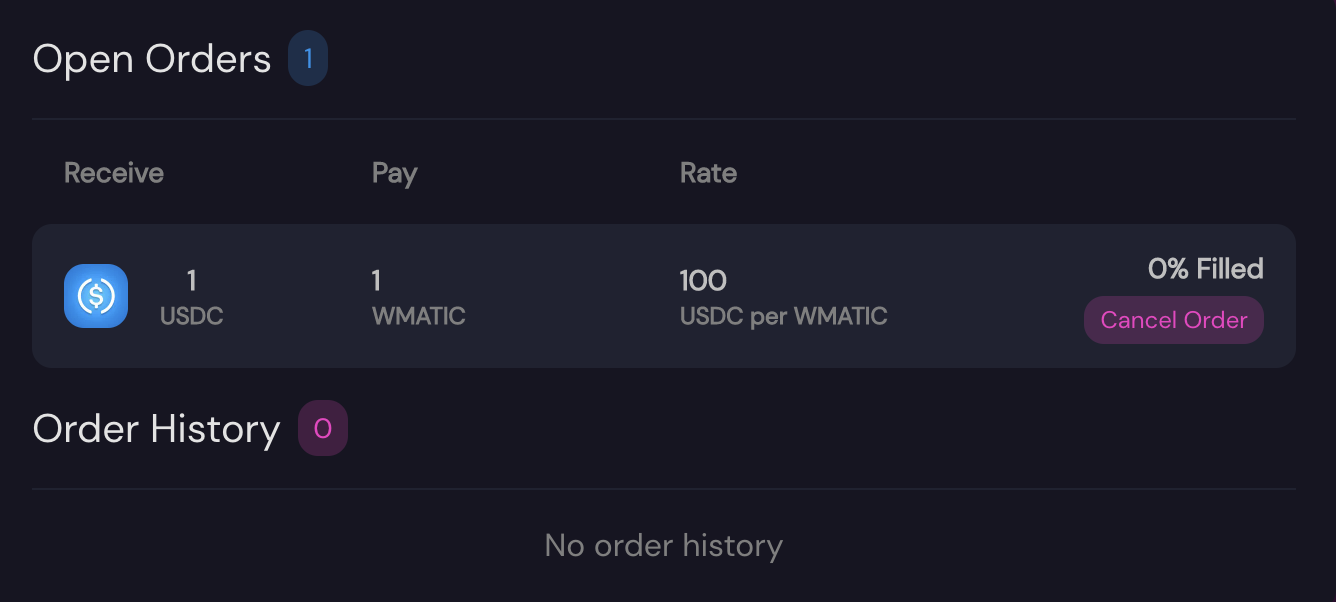 Open Orders 1
Receive Pay Rate
1 1 100 0% Filled
USDC WMATIC USDC per WMATIC Cancel Order
Order History 0
No order history